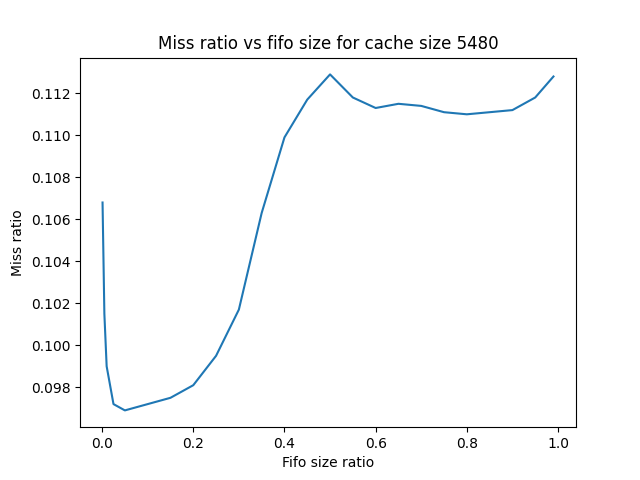 Miss ratio vs fifo size for cache size 5480
Miss ratio
0.112
0.110
0.108
0.106
0.104
0.102
0.100
0.098
0.0 0.2 0.4 0.6 0.8 1.0
Fifo size ratio